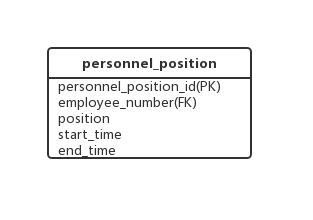 personnel_position
personnel_position_id(PK)
employee_number(FK)
position
start_time
end_time